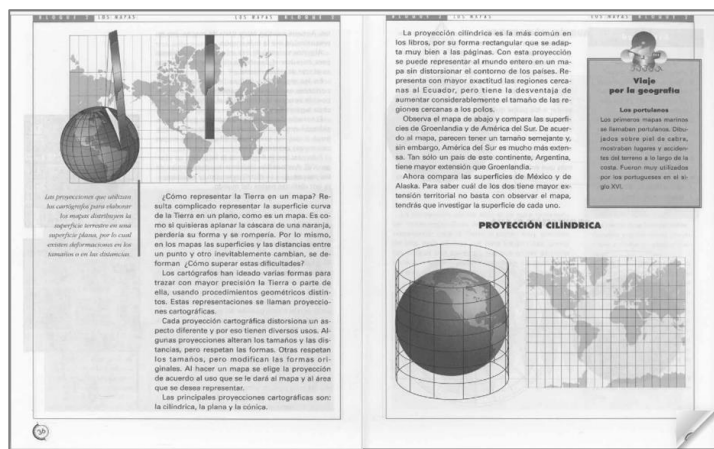 BLOQUE 2 LOS MAPAS
LOS MAPAS BLOQUE 2
Las proyecciones que utilizan
los cartógrafos para elaborar
los mapas distribuyen la
superficie terrestre en una
superficie plana, por lo cual
existen deformaciones en los
tamaños o en las distancias.
¿Cómo representar la Tierra en un mapa? Re-
sulta complicado representar la superficie curva
de la Tierra en un plano, como es un mapa. Es co-
mo si quisieras aplanar la cáscara de una naranja,
perdería su forma y se rompería. Por lo mismo,
en los mapas las superficies y las distancias entre
un punto y otro inevitablemente cambian, se de-
forman ¿Cómo superar estas dificultades?
Los cartógrafos han ideado varias formas para
trazar con mayor precisión la Tierra o parte de
ella, usando procedimientos geométricos distin-
tos. Estas representaciones se llaman proyeccio-
nes cartográficas.
Cada proyección cartográfica distorsiona un as-
pecto diferente y por eso tienen diversos usos. Al-
gunas proyecciones alteran los tamaños y las dis-
tancias, pero respetan las formas. Otras respetan
los tamaños, pero modifican las formas ori-
ginales. Al hacer un mapa se elige la proyección
de acuerdo al uso que se le dará al mapa y al área
que se desea representar.
Las principales proyecciones cartográficas son:
la cilíndrica, la plana y la cónica.
36
BLOQUE 2 LOS MAPAS
LOS MAPAS BLOQUE 2
La proyección cilíndrica es la más común en
los libros, por su forma rectangular que se adap-
ta muy bien a las páginas. Con esta proyección
se puede representar al mundo entero en un ma-
pa sin distorsionar el contorno de los países. Re-
presenta con mayor exactitud las regiones cerca-
nas al Ecuador, pero tiene la desventaja de
aumentar considerablemente el tamaño de las re-
giones cercanas a los polos.
Observa el mapa de abajo y compara las superfi-
cies de Groenlandia y de América del Sur. De acuer-
do al mapa, parecen tener un tamaño semejante y,
sin embargo, América del Sur es mucho más exten-
sa. Tan sólo un país de este continente, Argentina,
tiene mayor extensión que Groenlandia.
Ahora compara las superficies de México y de
Alaska. Para saber cuál de los dos tiene mayor ex-
tensión territorial no basta con observar el mapa,
tendrás que investigar la superficie de cada uno.
Viaje
por la geografía
Los portulanos
Los primeros mapas marinos
se llamaban portulanos. Dibu-
jados sobre piel de cabra,
mostraban lugares y acciden-
tes del terreno a lo largo de la
costa. Fueron muy utilizados
por los portugueses en el si-
glo XVI.
PROYECCIÓN CILÍNDRICA